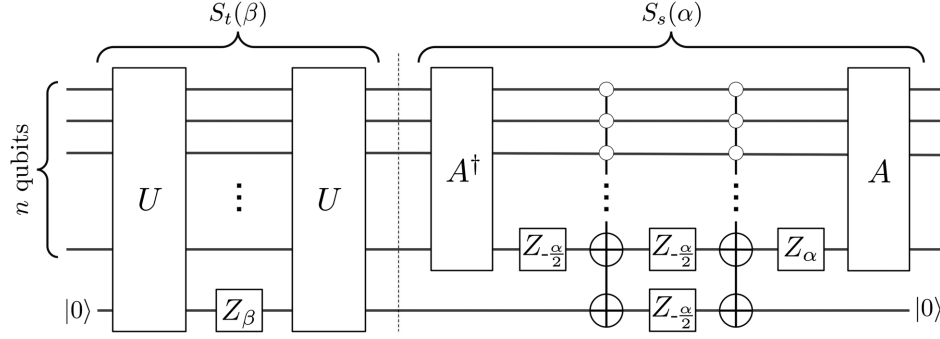 S_t(β) S_s(α)
n qubits
U ⋮ U A† ⋮ ⋮ A
Z_{-α/2} Z_{-α/2} Z_α
|0⟩ Z_β Z_{-α/2} |0⟩